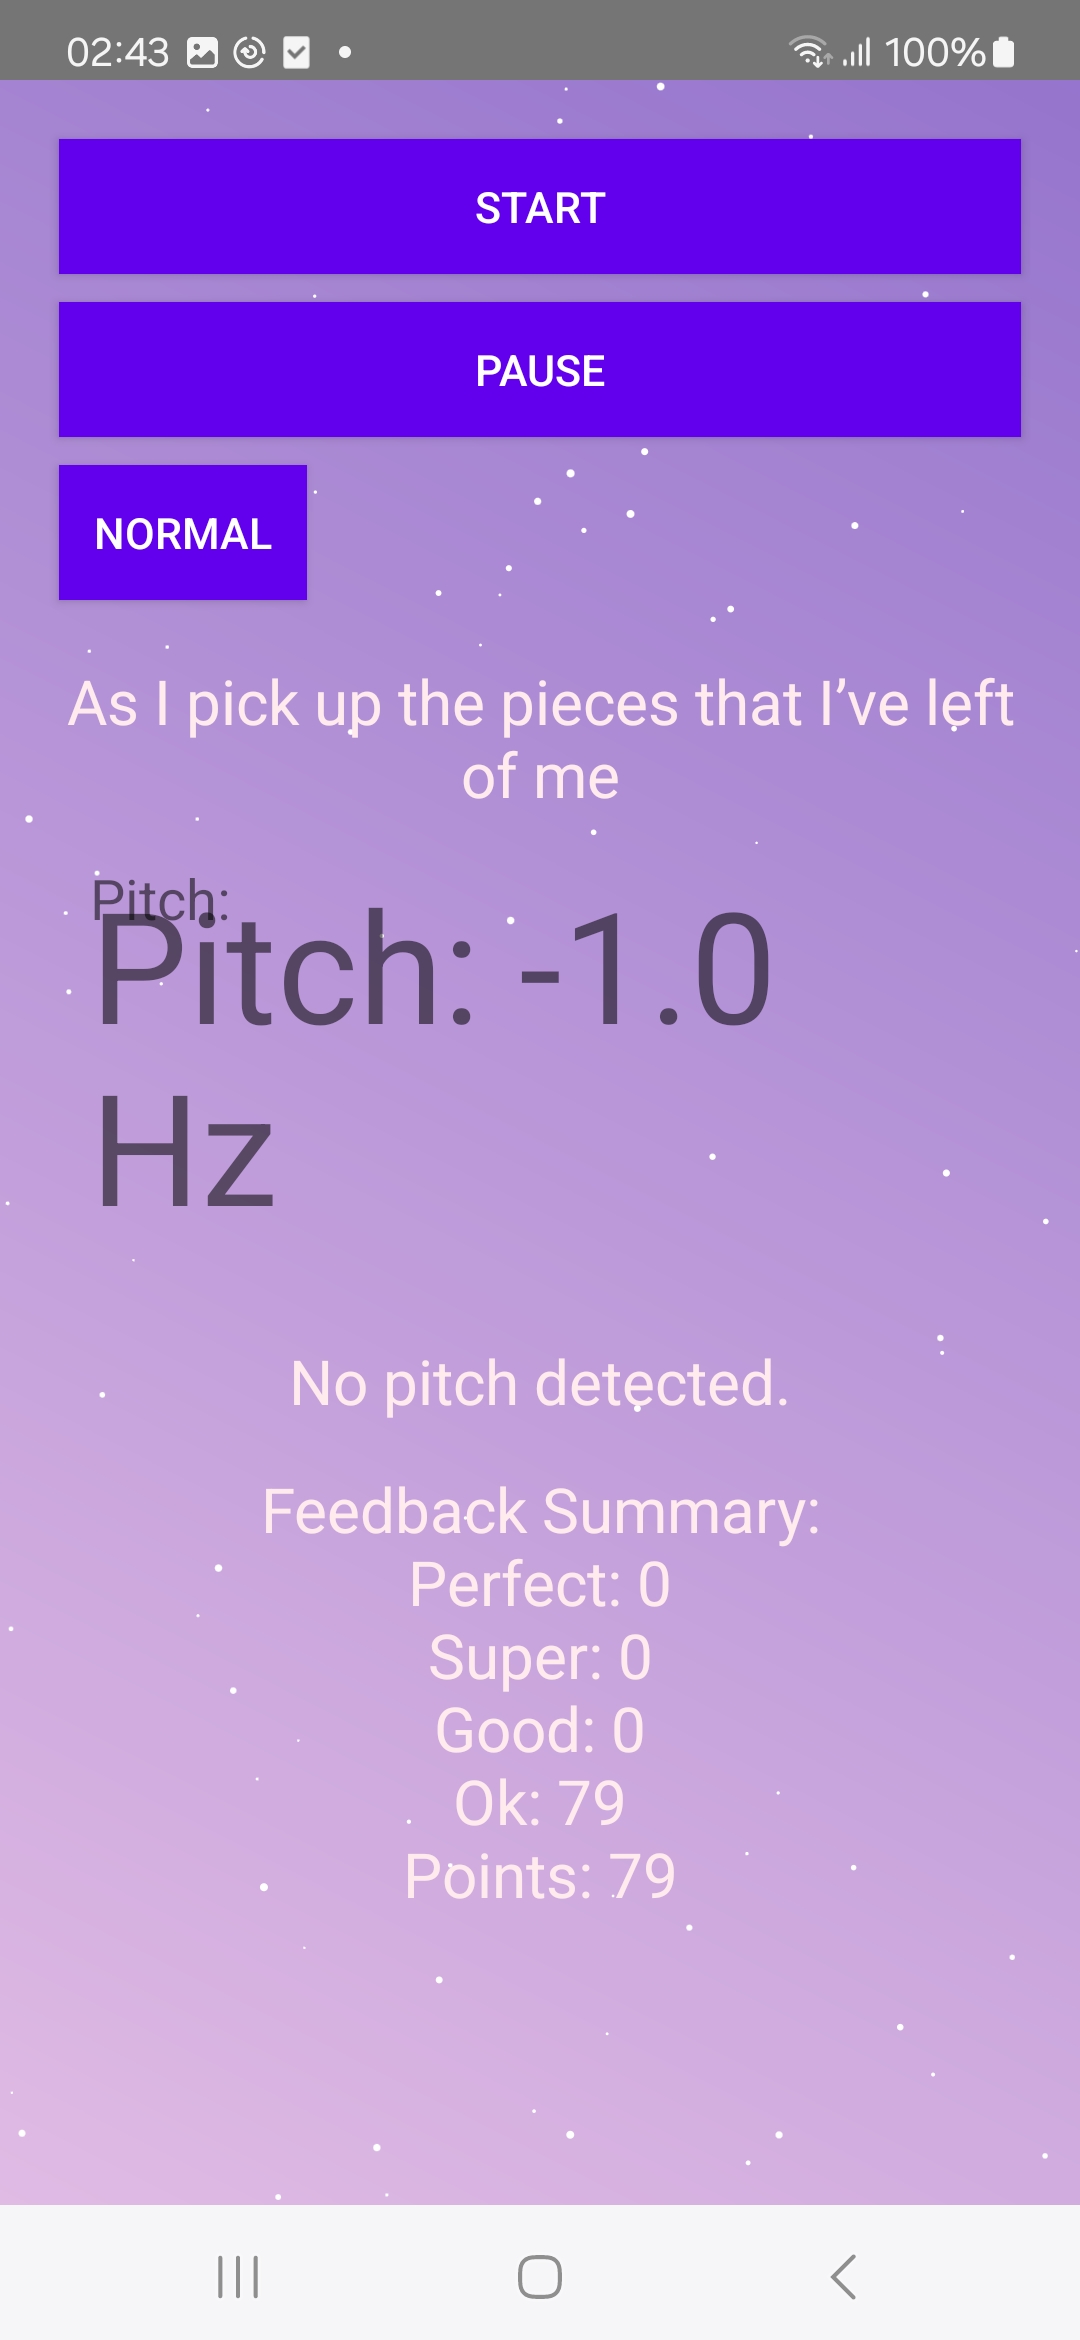 02:43 100%
START
PAUSE
NORMAL
As I pick up the pieces that I’ve left
of me
Pitch:
Pitch: -1.0
Hz
No pitch detected.
Feedback Summary:
Perfect: 0
Super: 0
Good: 0
Ok: 79
Points: 79